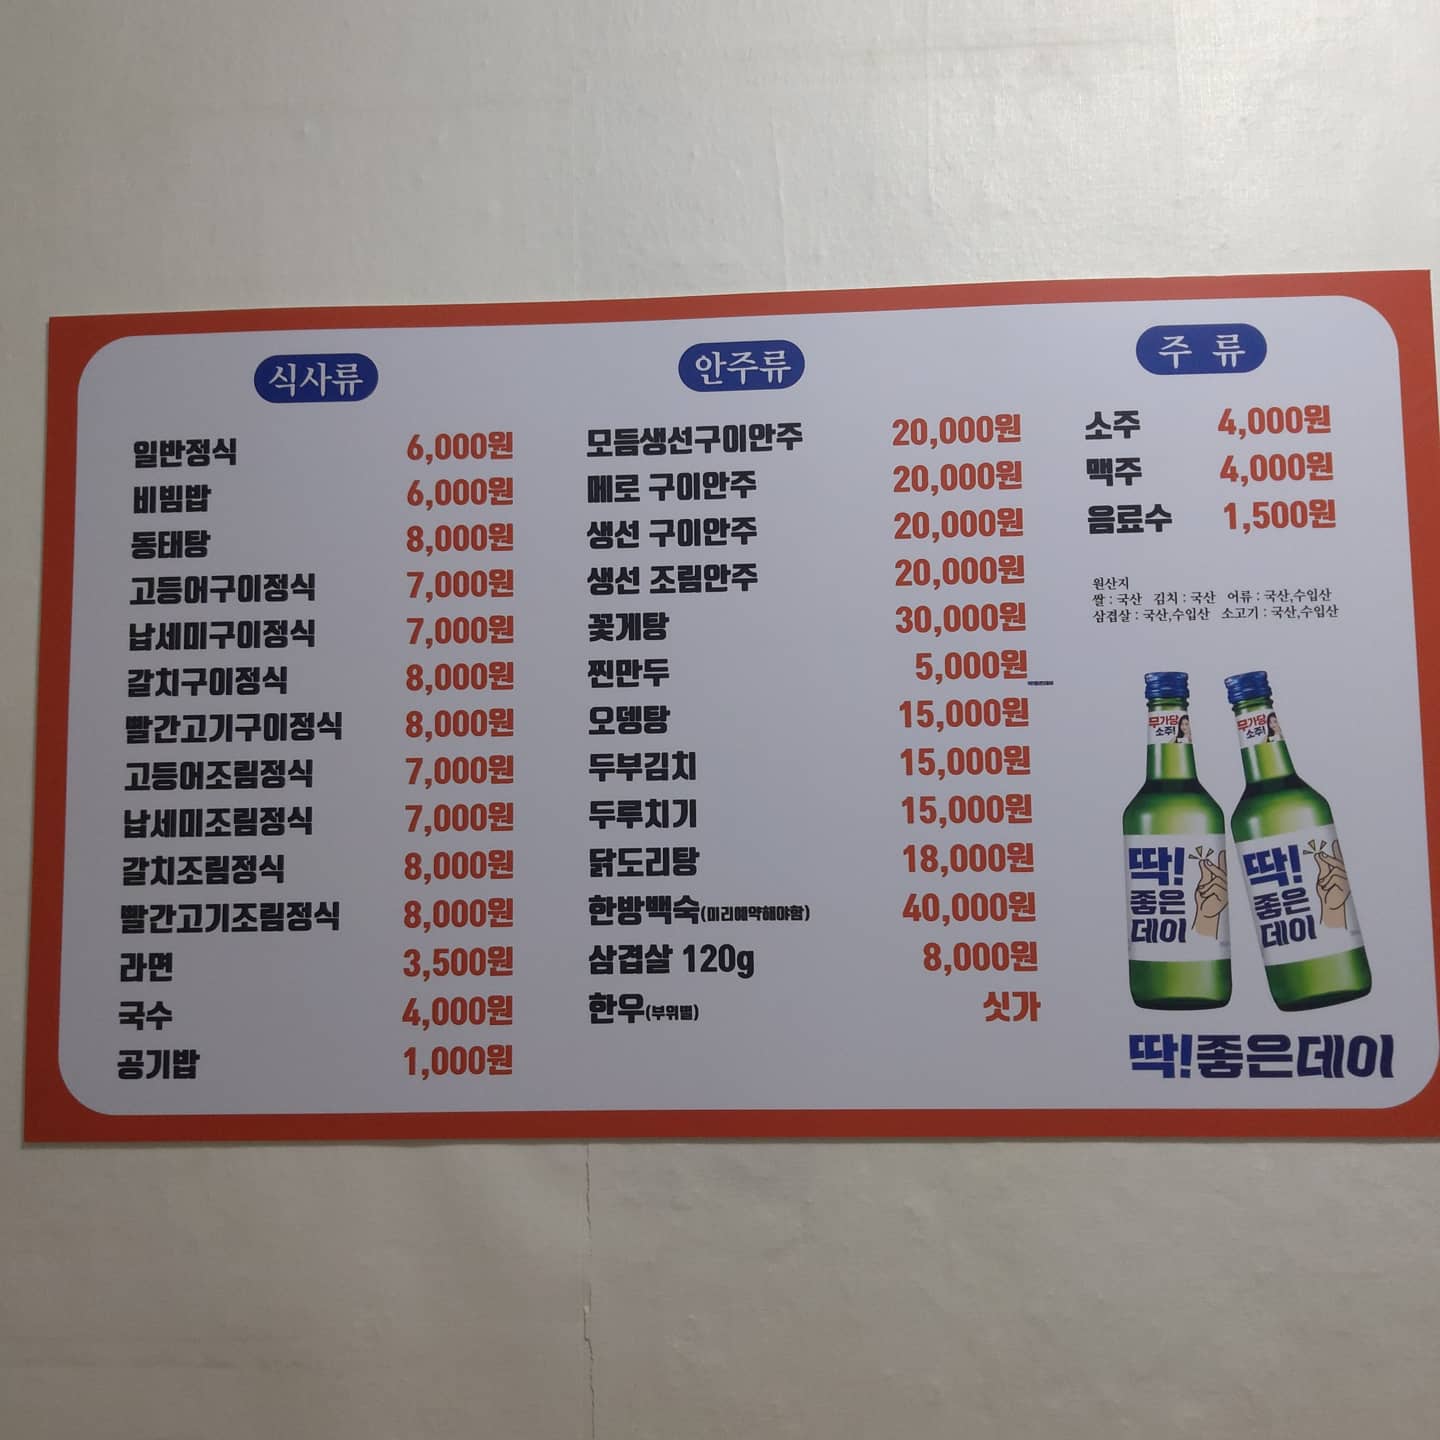 식사류
일반정식 6,000원
비빔밥 6,000원
동태탕 8,000원
고등어구이정식 7,000원
납세미구이정식 7,000원
갈치구이정식 8,000원
빨간고기구이정식 8,000원
고등어조림정식 7,000원
납세미조림정식 7,000원
갈치조림정식 8,000원
빨간고기조림정식 8,000원
라면 3,500원
국수 4,000원
공기밥 1,000원
안주류
모듬생선구이안주 20,000원
메로 구이안주 20,000원
생선 구이안주 20,000원
생선 조림안주 20,000원
꽃게탕 30,000원
찐만두 5,000원
오뎅탕 15,000원
두부김치 15,000원
두루치기 15,000원
닭도리탕 18,000원
한방백숙(미리예약해야함) 40,000원
삼겹살 120g 8,000원
한우(부위별) 싯가
주 류
소주 4,000원
맥주 4,000원
음료수 1,500원
원산지
쌀 : 국산 김치 : 국산 어류 : 국산,수입산
삼겹살 : 국산,수입산 소고기 : 국산,수입산
무가당
소주!
딱!
좋은
데이
무가당
소주!
딱!
좋은
데이
딱!좋은데이